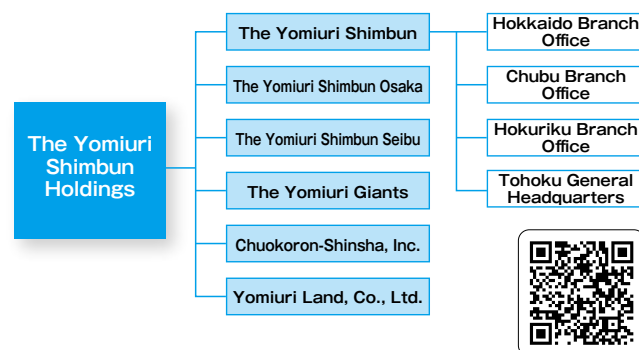 The Yomiuri
Shimbun
Holdings
The Yomiuri Shimbun
The Yomiuri Shimbun Osaka
The Yomiuri Shimbun Seibu
The Yomiuri Giants
Chuokoron-Shinsha, Inc.
Yomiuri Land, Co., Ltd.
Hokkaido Branch
Office
Chubu Branch
Office
Hokuriku Branch
Office
Tohoku General
Headquarters